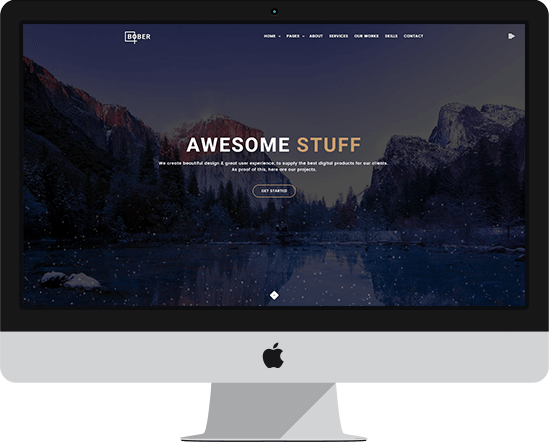 BOBER
HOME PAGES ABOUT SERVICES OUR WORKS SKILLS CONTACT
AWESOME STUFF
We create beautiful design & great user experience, to supply the best digital products for our clients.
As proof of this, here are our projects.
GET STARTED